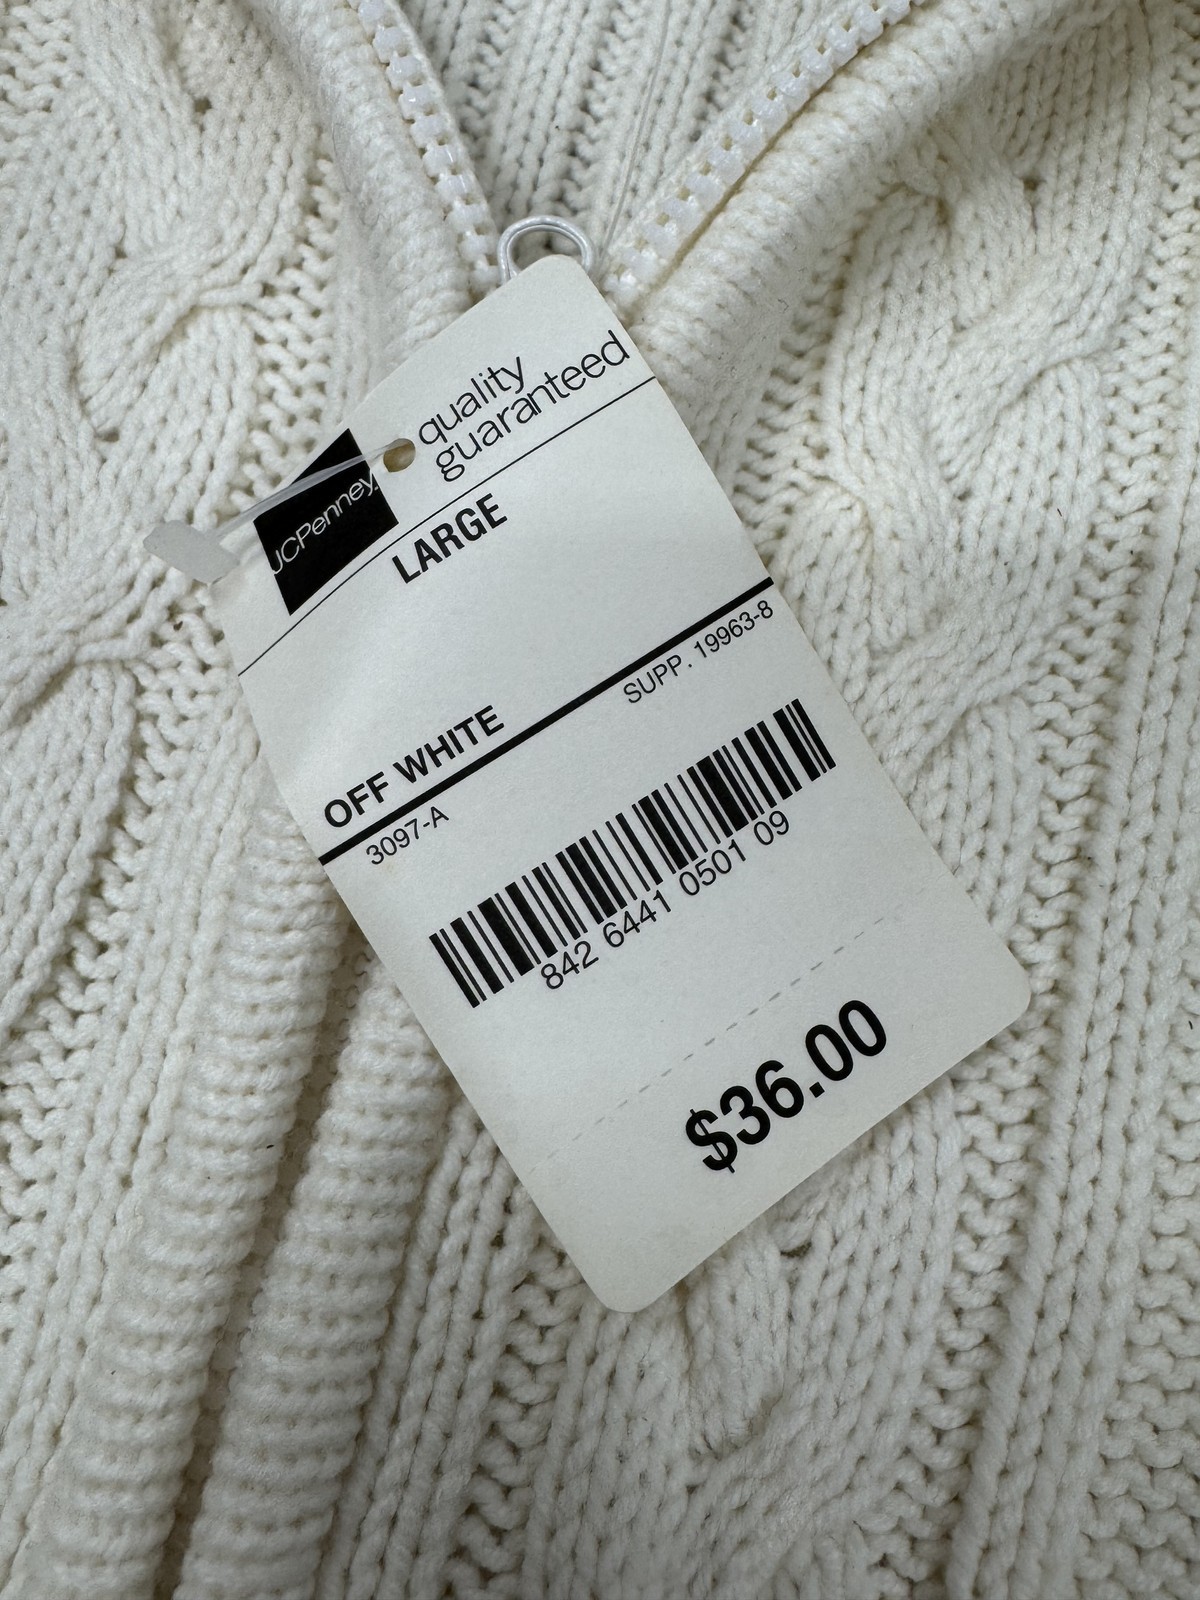 JCPenney
quality
guaranteed
LARGE
OFF WHITE
3097-A
SUPP. 19963-8
842 6441 0501 09
$36.00